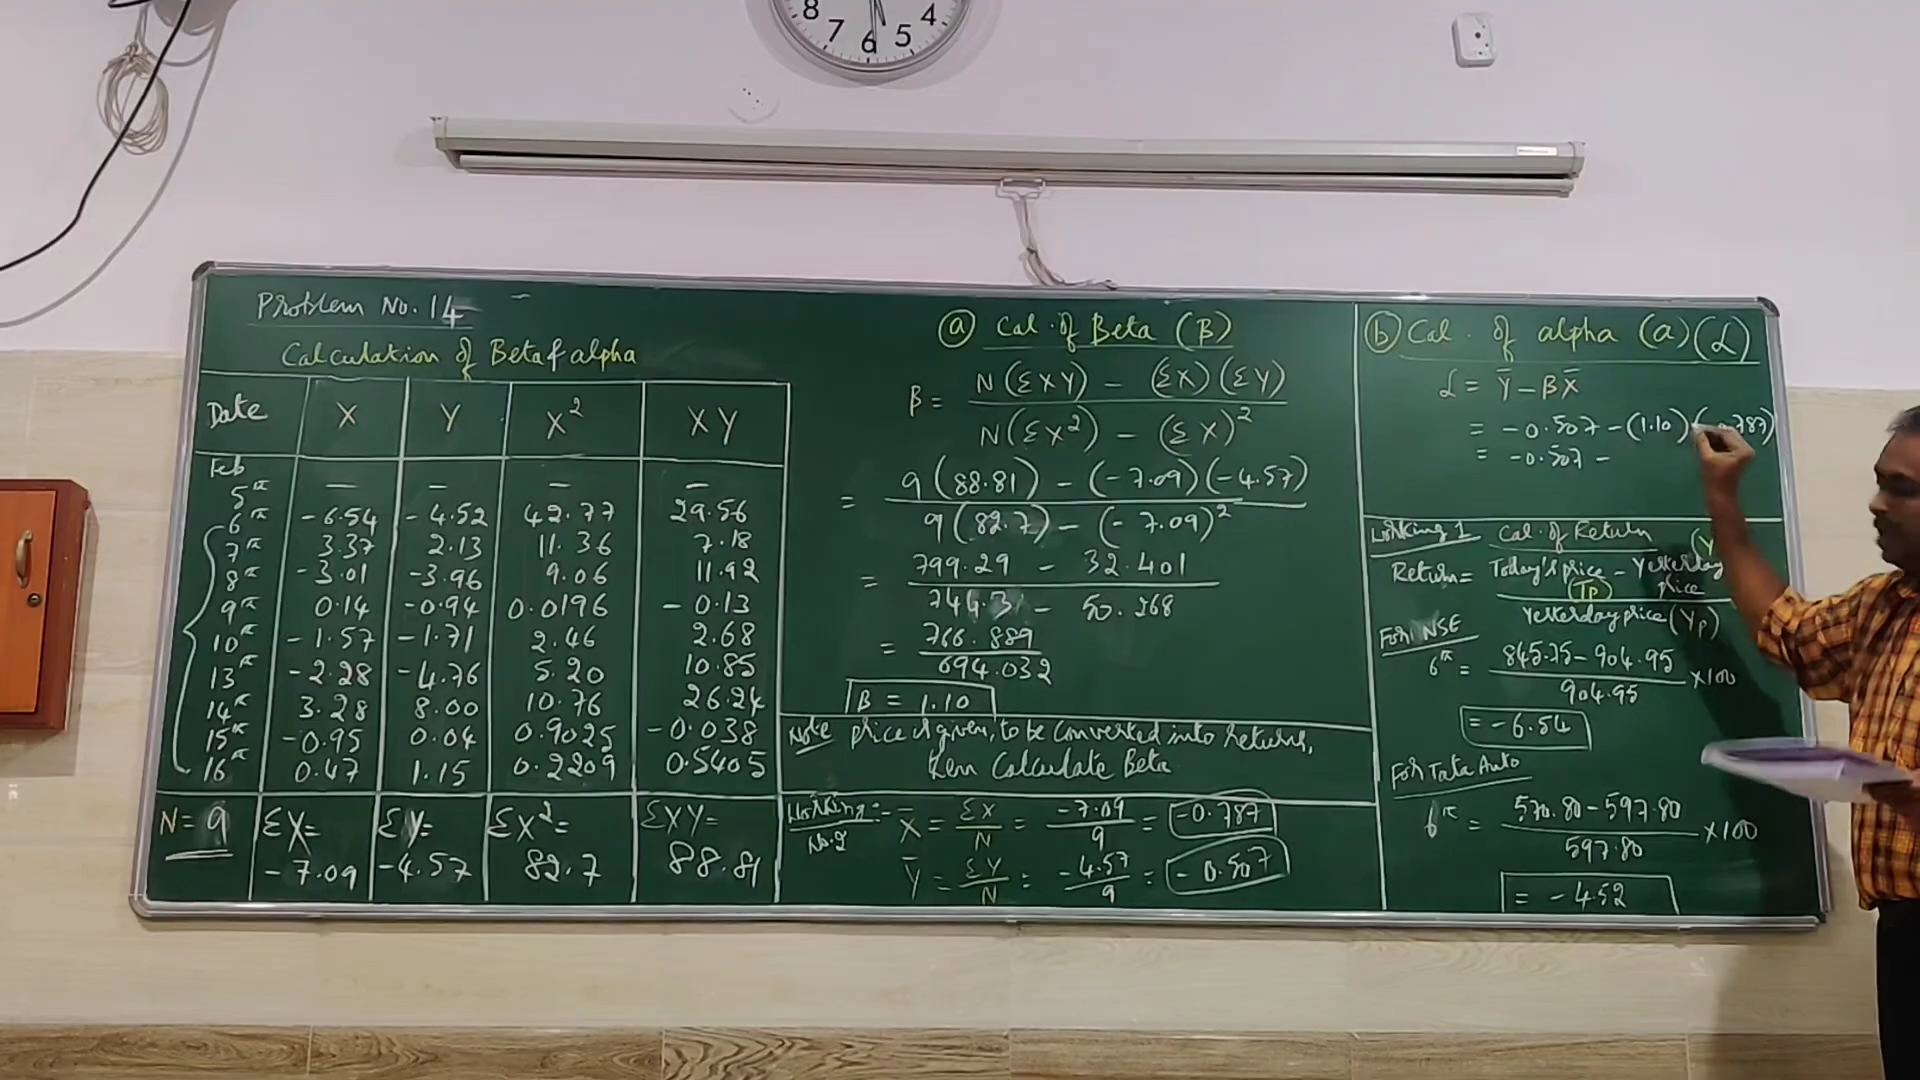 8 7 6 5 4
Problem No. 14
Calculation of Beta & alpha
Date X Y X² XY
Feb
5th — — — —
6th -6.54 -4.52 42.77 29.56
7th 3.37 2.13 11.36 7.18
8th -3.01 -3.96 9.06 11.92
9th 0.14 -0.94 0.0196 -0.13
10th -1.57 -1.71 2.46 2.68
13th -2.28 -4.76 5.20 10.85
14th 3.28 8.00 10.76 26.24
15th -0.95 0.04 0.9025 -0.038
16th 0.47 1.15 0.2209 0.5405
N = 9 ΣX= ΣY= ΣX²= ΣXY=
-7.09 -4.57 82.7 88.81
(a) Cal. of Beta (β)
β = N(ΣXY) - (ΣX)(ΣY)
N(ΣX²) - (ΣX)²
= 9(88.81) - (-7.09)(-4.57)
9(82.7) - (-7.09)²
= 799.29 - 32.401
744.3 - 50.268
= 766.889
694.032
β = 1.10
Note price is given, to be converted into returns,
then Calculate Beta
Working:-
No.2
X̄ = ΣX/N = -7.09/9 = -0.787
Ȳ = ΣY/N = -4.57/9 = -0.507
(b) Cal. of alpha (a)(α)
α = Ȳ - βX̄
= -0.507 - (1.10)( .787)
= -0.507 -
Working 1 Cal. of Return
Return = Today's price - Yesterday price
(TP) (Y
Yesterday price (YP)
For NSE
6th = 845.75 - 904.95
904.95 ×100
= -6.54
For Tata Auto
6th = 570.80 - 597.80
597.80 ×100
= -4.52